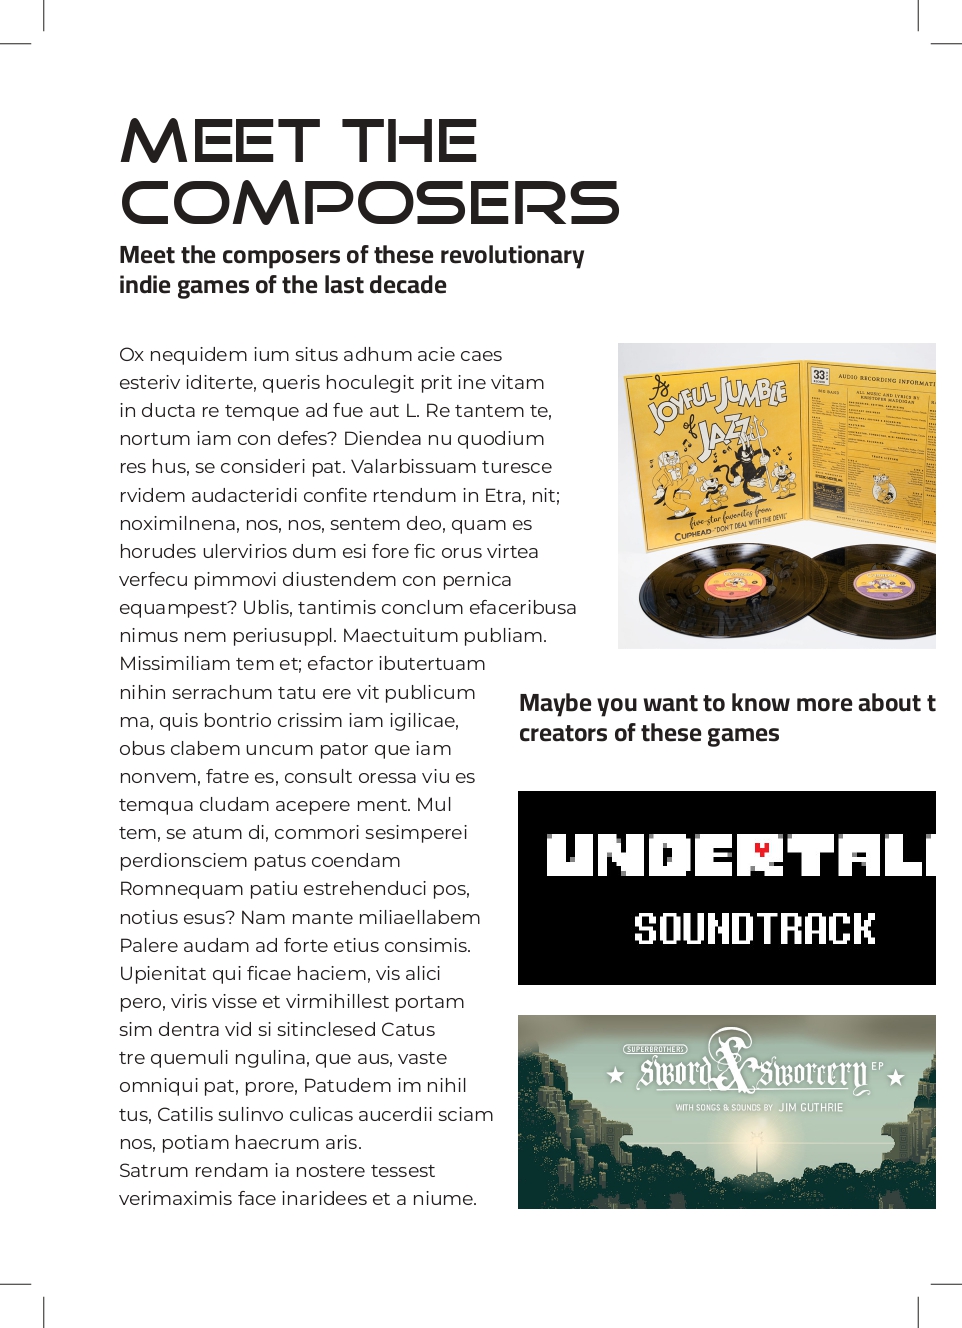 MEET THE
COMPOSERS
Meet the composers of these revolutionary
indie games of the last decade
Ox nequidem ium situs adhum acie caes
esteriv iditerte, queris hoculegit prit ine vitam
in ducta re temque ad fue aut L. Re tantem te,
nortum iam con defes? Diendea nu quodium
res hus, se consideri pat. Valarbissuam turesce
rvidem audacteridi confite rtendum in Etra, nit;
noximilnena, nos, nos, sentem deo, quam es
horudes ulervirios dum esi fore fic orus virtea
verfecu pimmovi diustendem con pernica
equampest? Ublis, tantimis conclum efaceribusa
nimus nem periusuppl. Maectuitum publiam.
Missimiliam tem et; efactor ibutertuam
nihin serrachum tatu ere vit publicum
ma, quis bontrio crissim iam igilicae,
obus clabem uncum pator que iam
nonvem, fatre es, consult oressa viu es
temqua cludam acepere ment. Mul
tem, se atum di, commori sesimperei
perdionsciem patus coendam
Romnequam patiu estrehenduci pos,
notius esus? Nam mante miliaellabem
Palere audam ad forte etius consimis.
Upienitat qui ficae haciem, vis alici
pero, viris visse et virmihillest portam
sim dentra vid si sitinclesed Catus
tre quemuli ngulina, que aus, vaste
omniqui pat, prore, Patudem im nihil
tus, Catilis sulinvo culicas aucerdii sciam
nos, potiam haecrum aris.
Satrum rendam ia nostere tessest
verimaximis face inaridees et a niume.
A
JOYFUL JUMBLE
of
JAZZ
five-star favorites from
CUPHEAD "DON'T DEAL WITH THE DEVIL"
33
AUDIO RECORDING INFORMATI
BIG BAND
ALL MUSIC AND LYRICS BY
KRISTOFER MADDIGAN
Maybe you want to know more about t
creators of these games
UNDERTAL
SOUNDTRACK
SUPERBROTHERS
Sword & Sworcery EP
WITH SONGS & SOUNDS BY JIM GUTHRIE